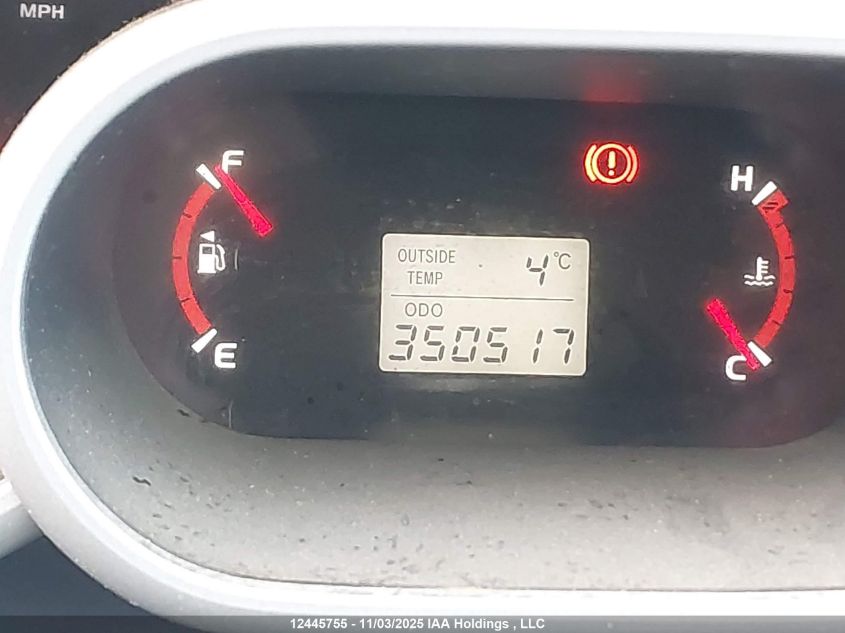 MPH
F
H
OUTSIDE
TEMP
4°C
ODO
350517
E
C
12445755 - 11/03/2025 IAA Holdings , LLC